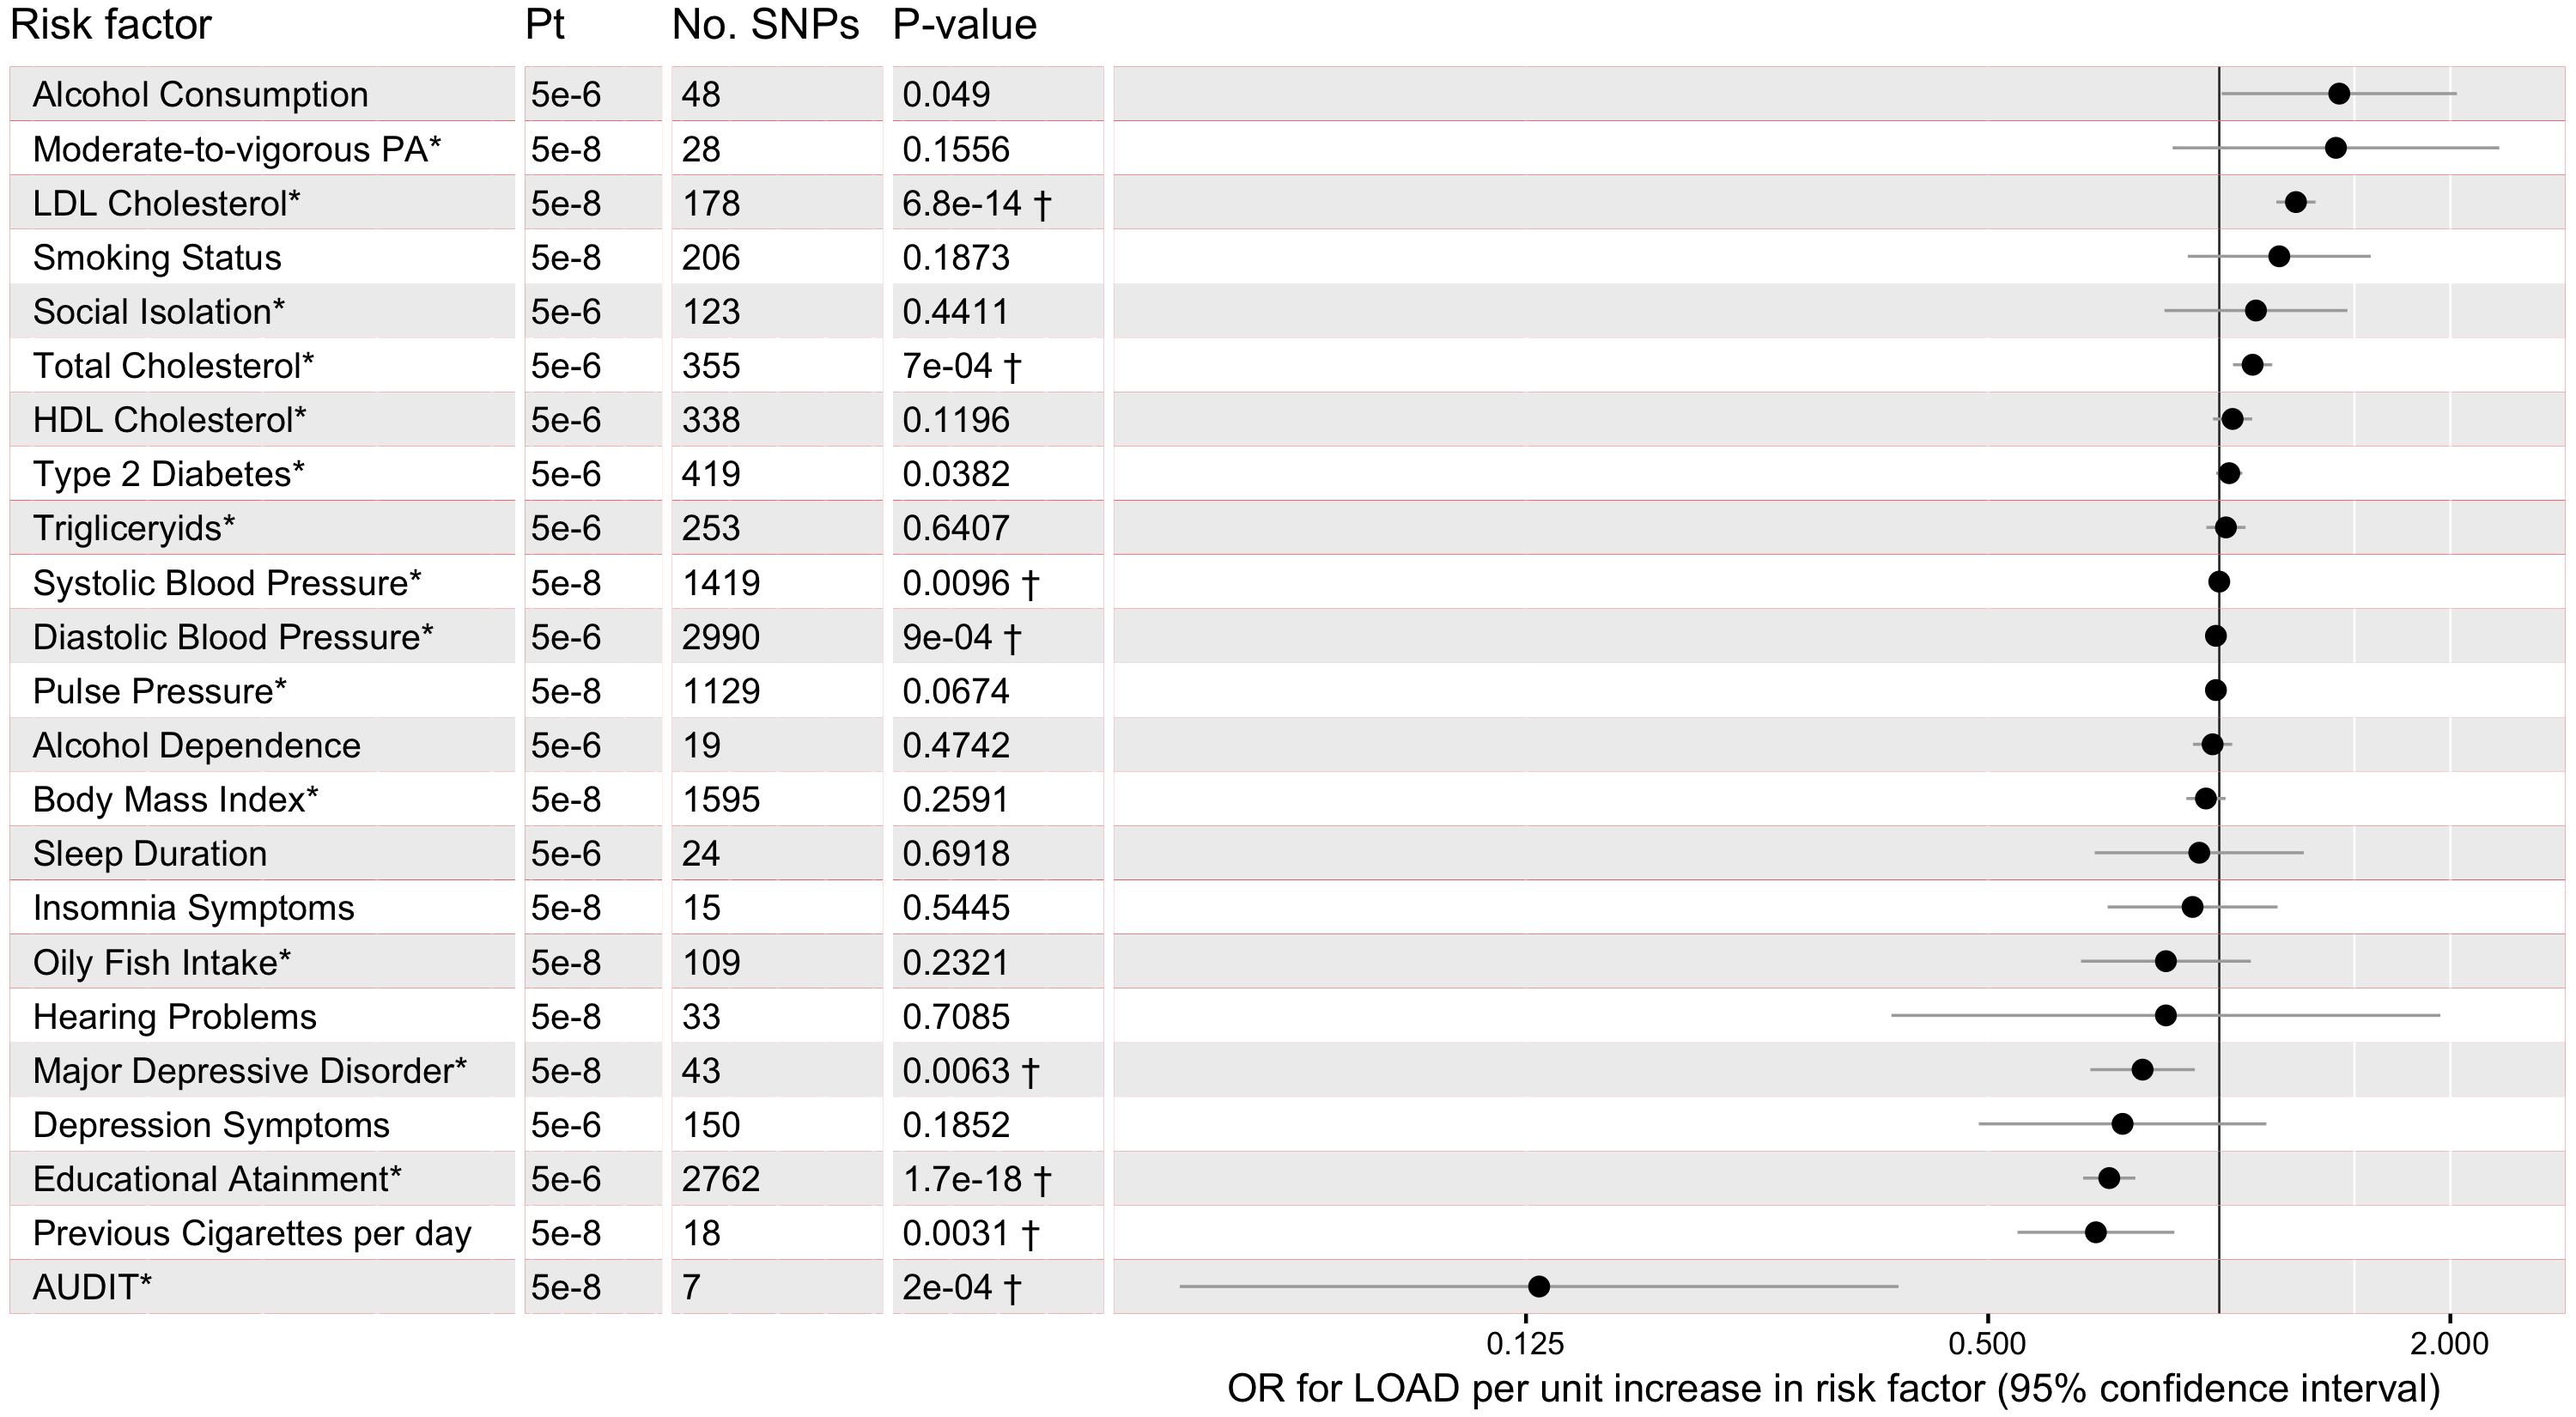 Risk factor Pt No. SNPs P-value
Alcohol Consumption 5e-6 48 0.049
Moderate-to-vigorous PA* 5e-8 28 0.1556
LDL Cholesterol* 5e-8 178 6.8e-14 †
Smoking Status 5e-8 206 0.1873
Social Isolation* 5e-6 123 0.4411
Total Cholesterol* 5e-6 355 7e-04 †
HDL Cholesterol* 5e-6 338 0.1196
Type 2 Diabetes* 5e-6 419 0.0382
Trigliceryids* 5e-6 253 0.6407
Systolic Blood Pressure* 5e-8 1419 0.0096 †
Diastolic Blood Pressure* 5e-6 2990 9e-04 †
Pulse Pressure* 5e-8 1129 0.0674
Alcohol Dependence 5e-6 19 0.4742
Body Mass Index* 5e-8 1595 0.2591
Sleep Duration 5e-6 24 0.6918
Insomnia Symptoms 5e-8 15 0.5445
Oily Fish Intake* 5e-8 109 0.2321
Hearing Problems 5e-8 33 0.7085
Major Depressive Disorder* 5e-8 43 0.0063 †
Depression Symptoms 5e-6 150 0.1852
Educational Atainment* 5e-6 2762 1.7e-18 †
Previous Cigarettes per day 5e-8 18 0.0031 †
AUDIT* 5e-8 7 2e-04 †
0.125 0.500 2.000
OR for LOAD per unit increase in risk factor (95% confidence interval)